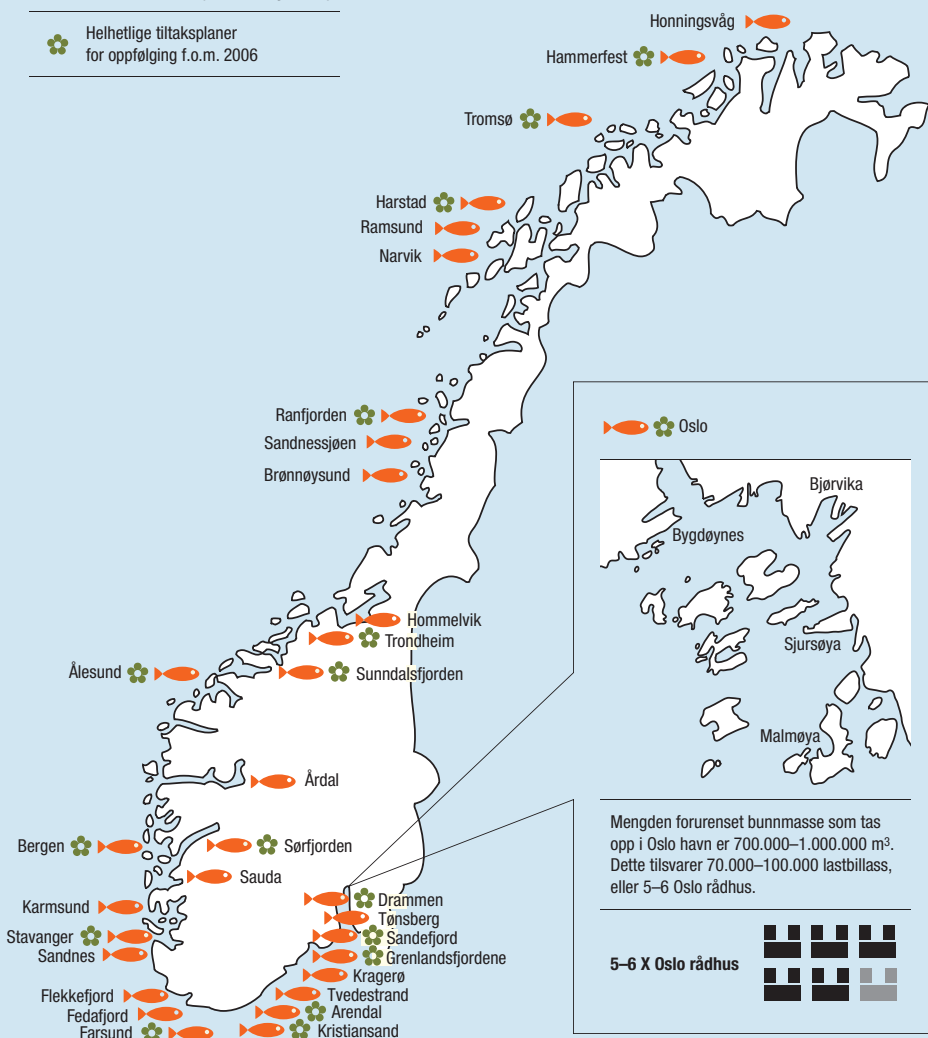 Helhetlige tiltaksplaner
for oppfølging f.o.m. 2006
Honningsvåg
Hammerfest
Tromsø
Harstad
Ramsund
Narvik
Ranfjorden
Sandnessjøen
Brønnøysund
Hommelvik
Trondheim
Ålesund
Sunndalsfjorden
Årdal
Bergen
Sørfjorden
Sauda
Karmsund
Drammen
Tønsberg
Stavanger
Sandefjord
Sandnes
Grenlandsfjordene
Kragerø
Flekkefjord
Tvedestrand
Fedafjord
Arendal
Farsund
Kristiansand
Oslo
Bjørvika
Bygdøynes
Sjursøya
Malmøya
Mengden forurenset bunnmasse som tas
opp i Oslo havn er 700.000–1.000.000 m³.
Dette tilsvarer 70.000–100.000 lastbillass,
eller 5–6 Oslo rådhus.
5–6 X Oslo rådhus